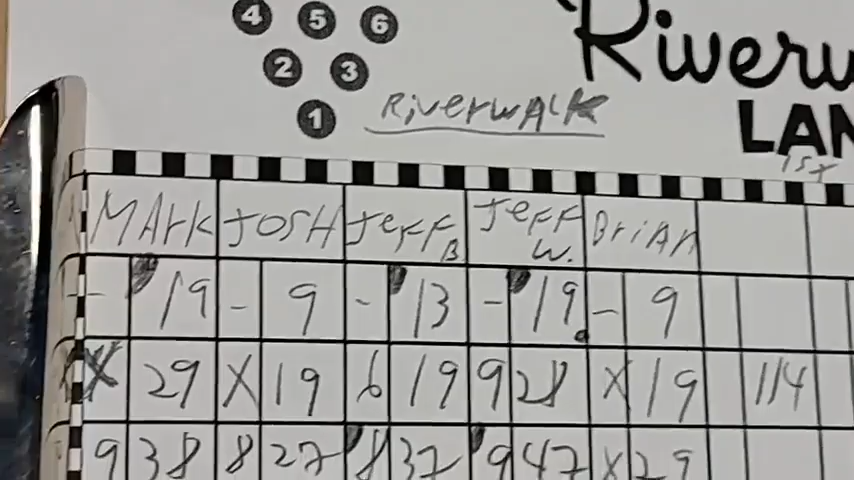 4 5 6
2 3
1
Riverw
RiverwALK
LAN
1st
MArK JOSH JeFF B JeFF W. BriAn
- 19 - 9 - 13 - 19 - 9
X 29 X 19 6 19 9 28 X 19 114
9 38 8 27 8 37 9 47 X 29